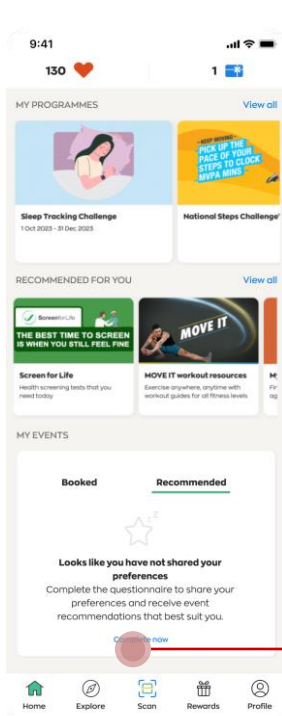 9:41
130 1
MY PROGRAMMES View all
KEEP MOVING
PICK UP THE
PACE OF YOUR
STEPS TO CLOCK
MVPA MINS
Sleep Tracking Challenge
1 Oct 2023 - 31 Dec 2023
National Steps Challenge
RECOMMENDED FOR YOU View all
ScreenforLife
THE BEST TIME TO SCREEN
IS WHEN YOU STILL FEEL FINE
MOVE IT
Screen for Life
Health screening tests that you
need today
MOVE IT workout resources
Exercise anywhere, anytime with
workout guides for all fitness levels
MY EVENTS
Booked Recommended
Looks like you have not shared your
preferences
Complete the questionnaire to share your
preferences and receive event
recommendations that best suit you.
Complete now
Home Explore Scan Rewards Profile